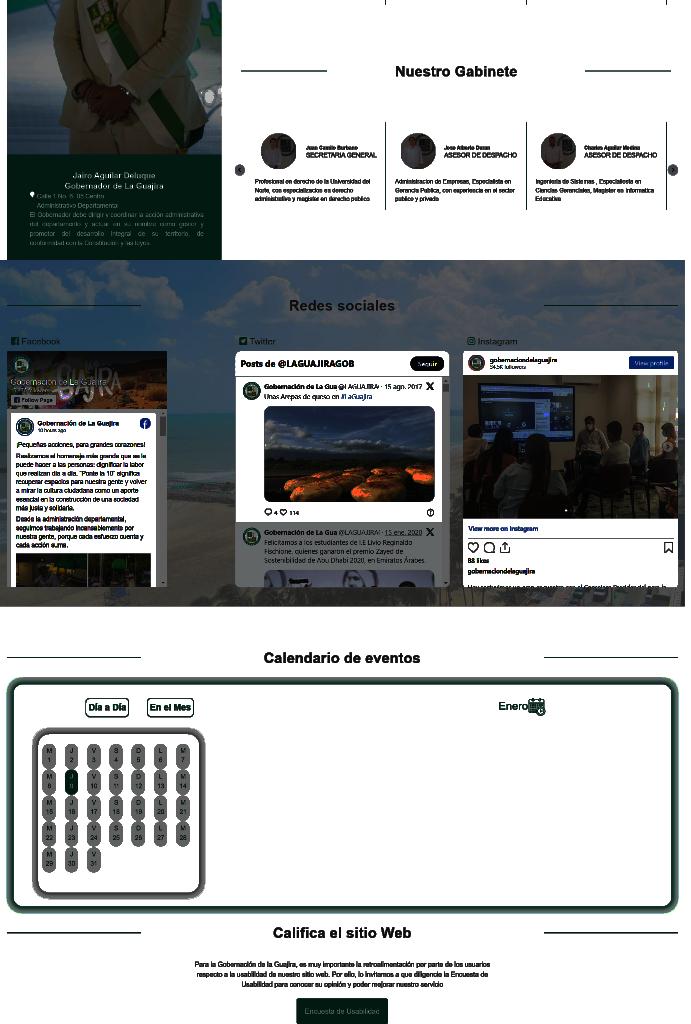 Nuestro Gabinete
Juan Camilo Burbano
SECRETARIA GENERAL
Profesional en derecho de la Universidad del
Norte, con especializacion en derecho
administrativo y magister en derecho publico
Jose Alberto Duran
ASESOR DE DESPACHO
Administracion de Empresas, Especialista en
Gerencia Publica, con experiencia en el sector
publico y privado
Charles Aguilar Medina
ASESOR DE DESPACHO
Ingenieria de Sistemas , Especialista en
Ciencias Gerenciales, Magister en Informatica
Educativa
Jairo Aguilar Deluque
Gobernador de La Guajira
Calle 1 No. 6- 05 Centro
Administrativo Departamental
El Gobernador debe dirigir y coordinar la acción administrativa
del departamento y actuar en su nombre como gestor y
promotor del desarrollo integral de su territorio, de
conformidad con la Constitución y las leyes.
Redes sociales
Facebook
Gobernación de La Guajira
Follow Page
Gobernación de La Guajira
10 hours ago
¡Pequeñas acciones, para grandes corazones!
Realizamos el homenaje más grande que se le
puede hacer a las personas: dignificar la labor
que realizan día a día. "Ponte la 10" significa
recuperar espacios para nuestra gente y volver
a mirar la cultura ciudadana como un aporte
esencial en la construcción de una sociedad
más justa y solidaria.
Desde la administración departamental,
seguimos trabajando incansablemente por
nuestra gente, porque cada esfuerzo cuenta y
cada acción suma.
Twitter
Posts de @LAGUAJIRAGOB
Seguir
Gobernación de La Gua @LAGUAJIRA · 15 ago. 2017
Unas Arepas de queso en #LaGuajira
4 114
Gobernación de La Gua @LAGUAJIRA · 15 ene. 2020
Felicitamos a los estudiantes de I.E Livio Reginaldo
Fischione, quienes ganaron el premio Zayed de
Sostenibilidad de Abu Dhabi 2020, en Emiratos Árabes.
Instagram
gobernaciondelaguajira
54.5K followers
View profile
View more on Instagram
88 likes
gobernaciondelaguajira
Calendario de eventos
Día a Día
En el Mes
Enero
M J V S D L M
1 2 3 4 5 6 7
M J V S D L M
8 9 10 11 12 13 14
M J V S D L M
15 16 17 18 19 20 21
M J V S D L M
22 23 24 25 26 27 28
M J V
29 30 31
Califica el sitio Web
Para la Gobernación de la Guajira, es muy importante la retroalimentación por parte de los usuarios
respecto a la usabilidad de nuestro sitio web. Por ello, lo invitamos a que diligencie la Encuesta de
Usabilidad para conocer su opinión y poder mejorar nuestro servicio
Encuesta de Usabilidad